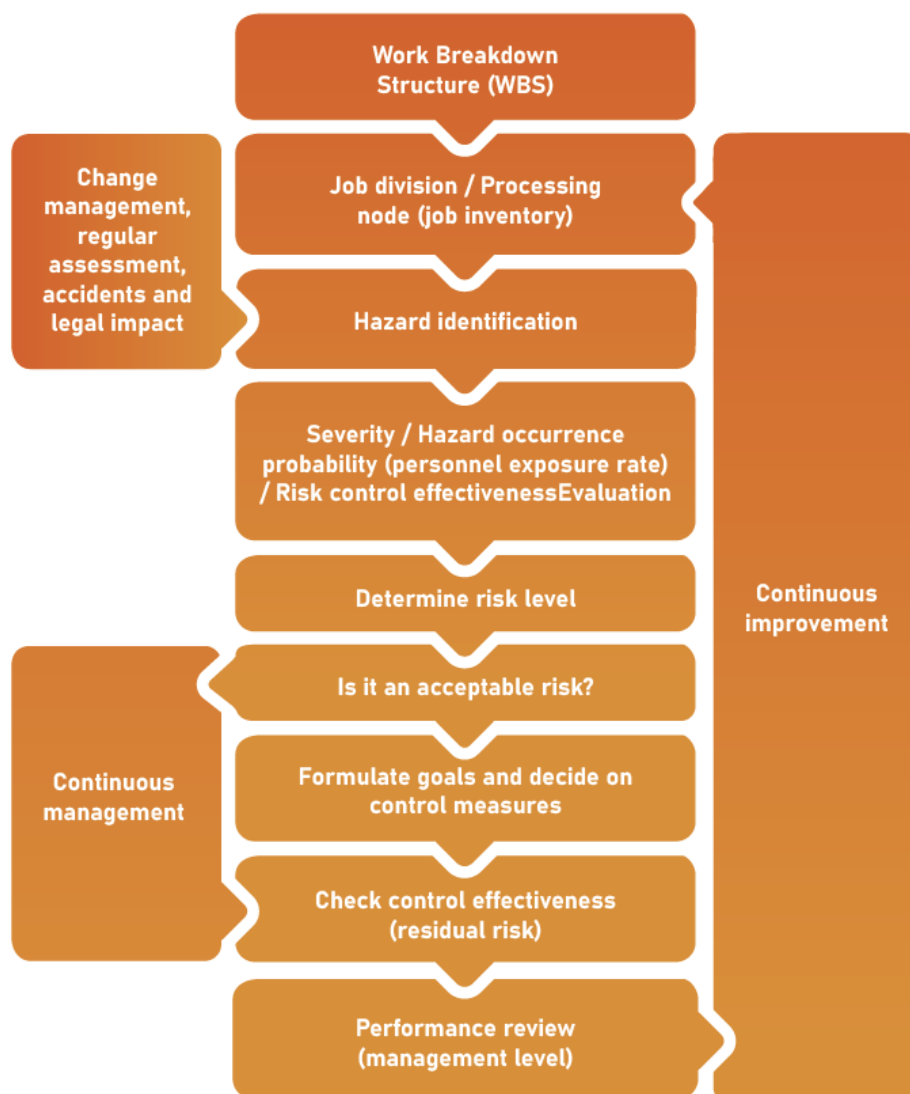 Work Breakdown
Structure (WBS)
Change
management,
regular
assessment,
accidents and
legal impact
Job division / Processing
node (job inventory)
Hazard identification
Severity / Hazard occurrence
probability (personnel exposure rate)
/ Risk control effectivenessEvaluation
Determine risk level
Continuous
improvement
Is it an acceptable risk?
Continuous
management
Formulate goals and decide on
control measures
Check control effectiveness
(residual risk)
Performance review
(management level)